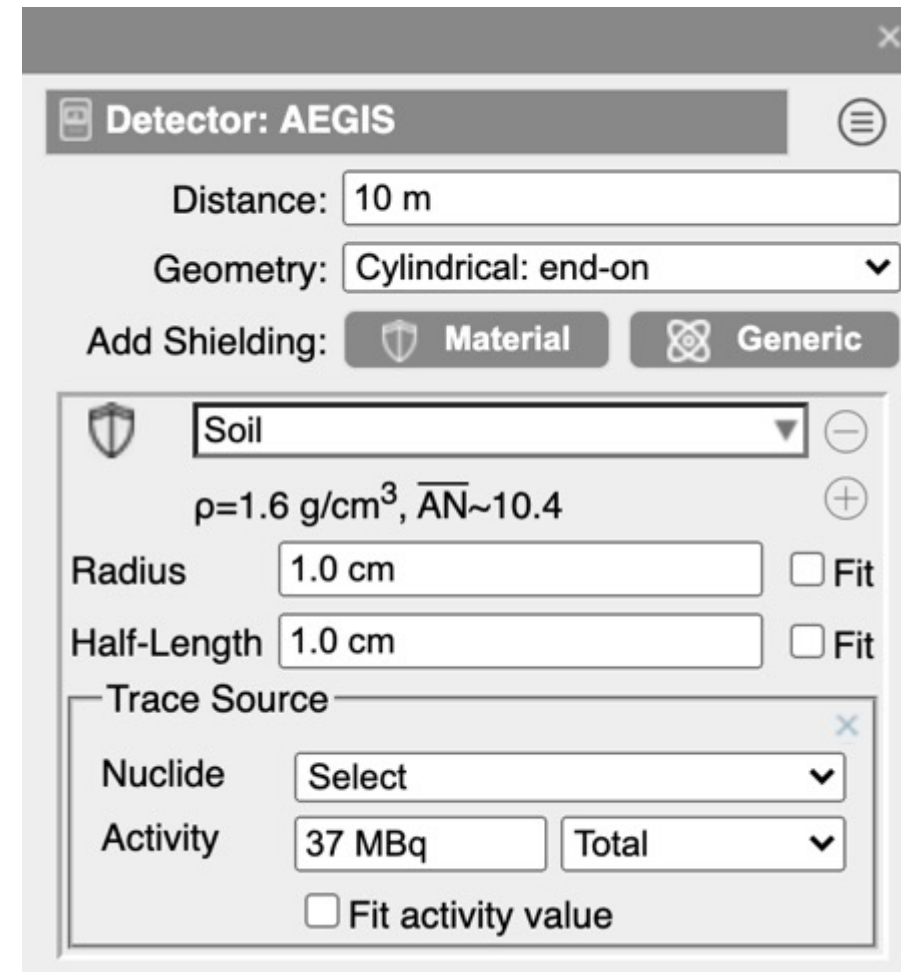 Detector: AEGIS
Distance: 10 m
Geometry: Cylindrical: end-on
Add Shielding: Material Generic
Soil
ρ=1.6 g/cm³, A̅N̅~10.4
Radius 1.0 cm Fit
Half-Length 1.0 cm Fit
Trace Source
Nuclide Select
Activity 37 MBq Total
Fit activity value